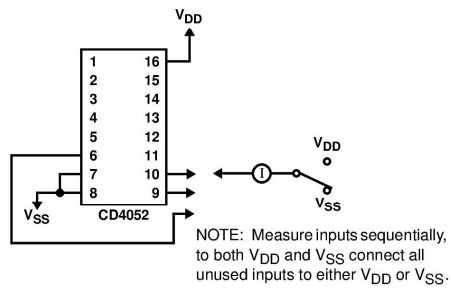 VDD
1 16
2 15
3 14
4 13
5 12
6 11
7 10
8 9
VSS
CD4052
I
VDD
VSS
NOTE: Measure inputs sequentially,
to both VDD and VSS connect all
unused inputs to either VDD or VSS.